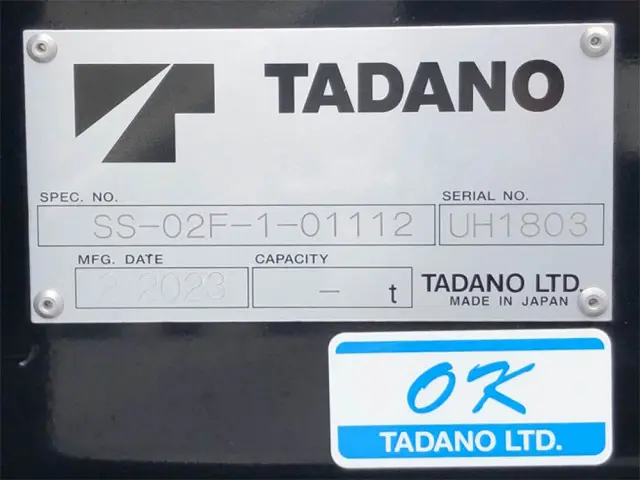 TADANO
SPEC. NO.
SS-02F-1-01112
SERIAL NO.
UH1803
MFG. DATE
2 2023
CAPACITY
- t
TADANO LTD.
MADE IN JAPAN
OK
TADANO LTD.